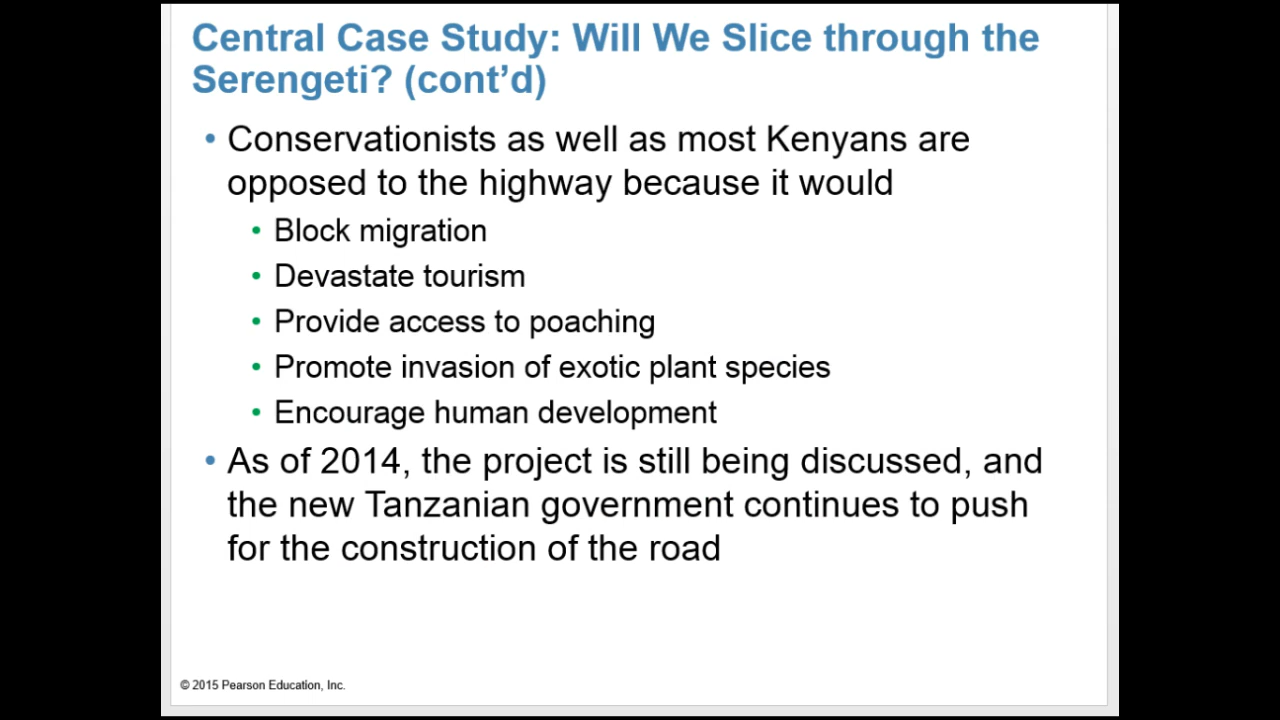 Central Case Study: Will We Slice through the
Serengeti? (cont’d)
• Conservationists as well as most Kenyans are
opposed to the highway because it would
• Block migration
• Devastate tourism
• Provide access to poaching
• Promote invasion of exotic plant species
• Encourage human development
• As of 2014, the project is still being discussed, and
the new Tanzanian government continues to push
for the construction of the road
© 2015 Pearson Education, Inc.